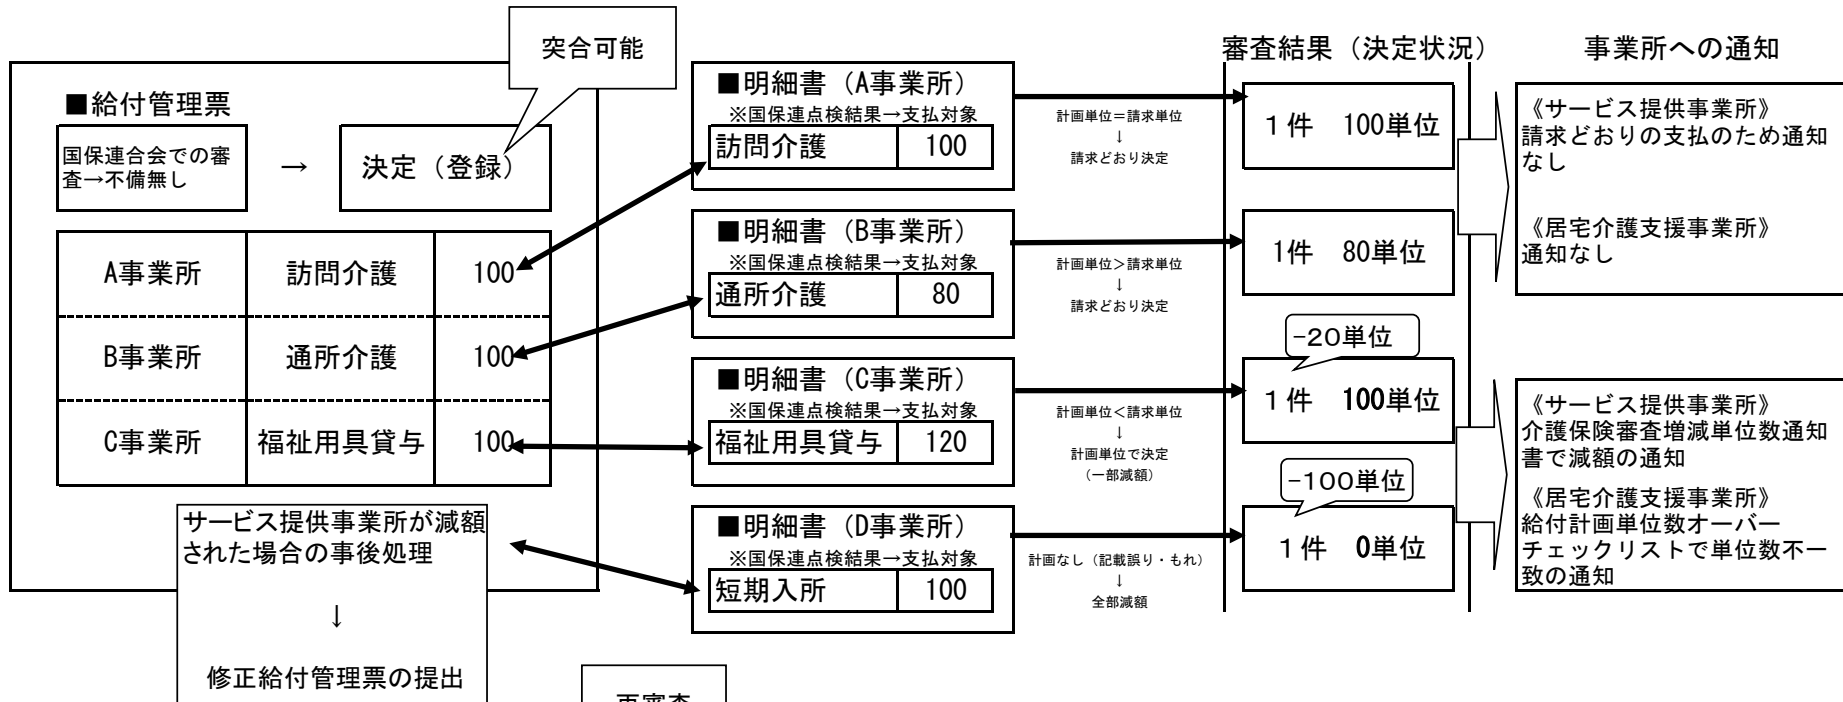 突合可能
■給付管理票
国保連合会での審
査→不備無し
→
決定（登録）
A事業所 訪問介護 100
B事業所 通所介護 100
C事業所 福祉用具貸与 100
サービス提供事業所が減額
された場合の事後処理
↓
修正給付管理票の提出
再審査
■明細書（A事業所）
※国保連点検結果→支払対象
訪問介護 100
計画単位＝請求単位
↓
請求どおり決定
■明細書（B事業所）
※国保連点検結果→支払対象
通所介護 80
計画単位＞請求単位
↓
請求どおり決定
■明細書（C事業所）
※国保連点検結果→支払対象
福祉用具貸与 120
計画単位＜請求単位
↓
計画単位で決定
（一部減額）
■明細書（D事業所）
※国保連点検結果→支払対象
短期入所 100
計画なし（記載誤り・もれ）
↓
全部減額
審査結果（決定状況）
１件 100単位
1件 80単位
-20単位
１件 100単位
-100単位
１件 0単位
事業所への通知
《サービス提供事業所》
請求どおりの支払のため通知
なし
《居宅介護支援事業所》
通知なし
《サービス提供事業所》
介護保険審査増減単位数通知
書で減額の通知
《居宅介護支援事業所》
給付計画単位数オーバー
チェックリストで単位数不一
致の通知